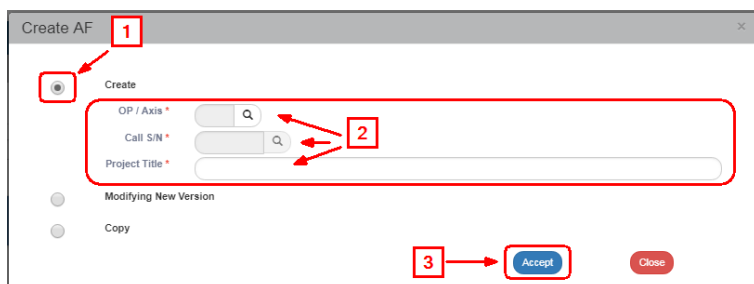 Create AF
1
×
Create
OP / Axis *
Call S/N *
2
Project Title *
Modifying New Version
Copy
3
Accept
Close